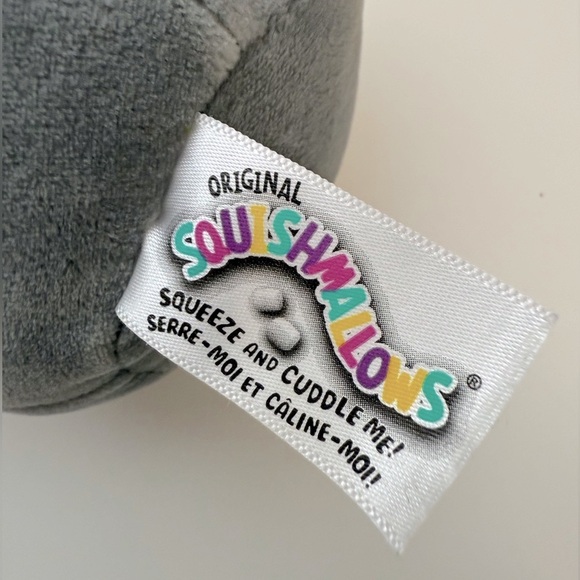 ORIGINAL
SQUISHMALLOWS®
SQUEEZE AND CUDDLE ME!
SERRE-MOI ET CÂLINE-MOI!